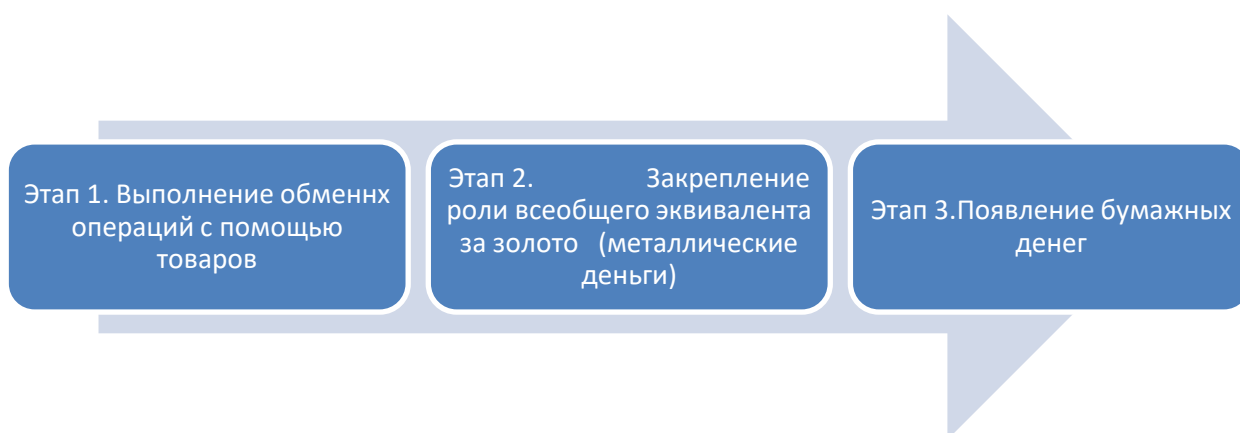 Этап 1. Выполнение обменнх
операций с помощью
товаров
Этап 2. Закрепление
роли всеобщего эквивалента
за золото (металлические
деньги)
Этап 3.Появление бумажных
денег